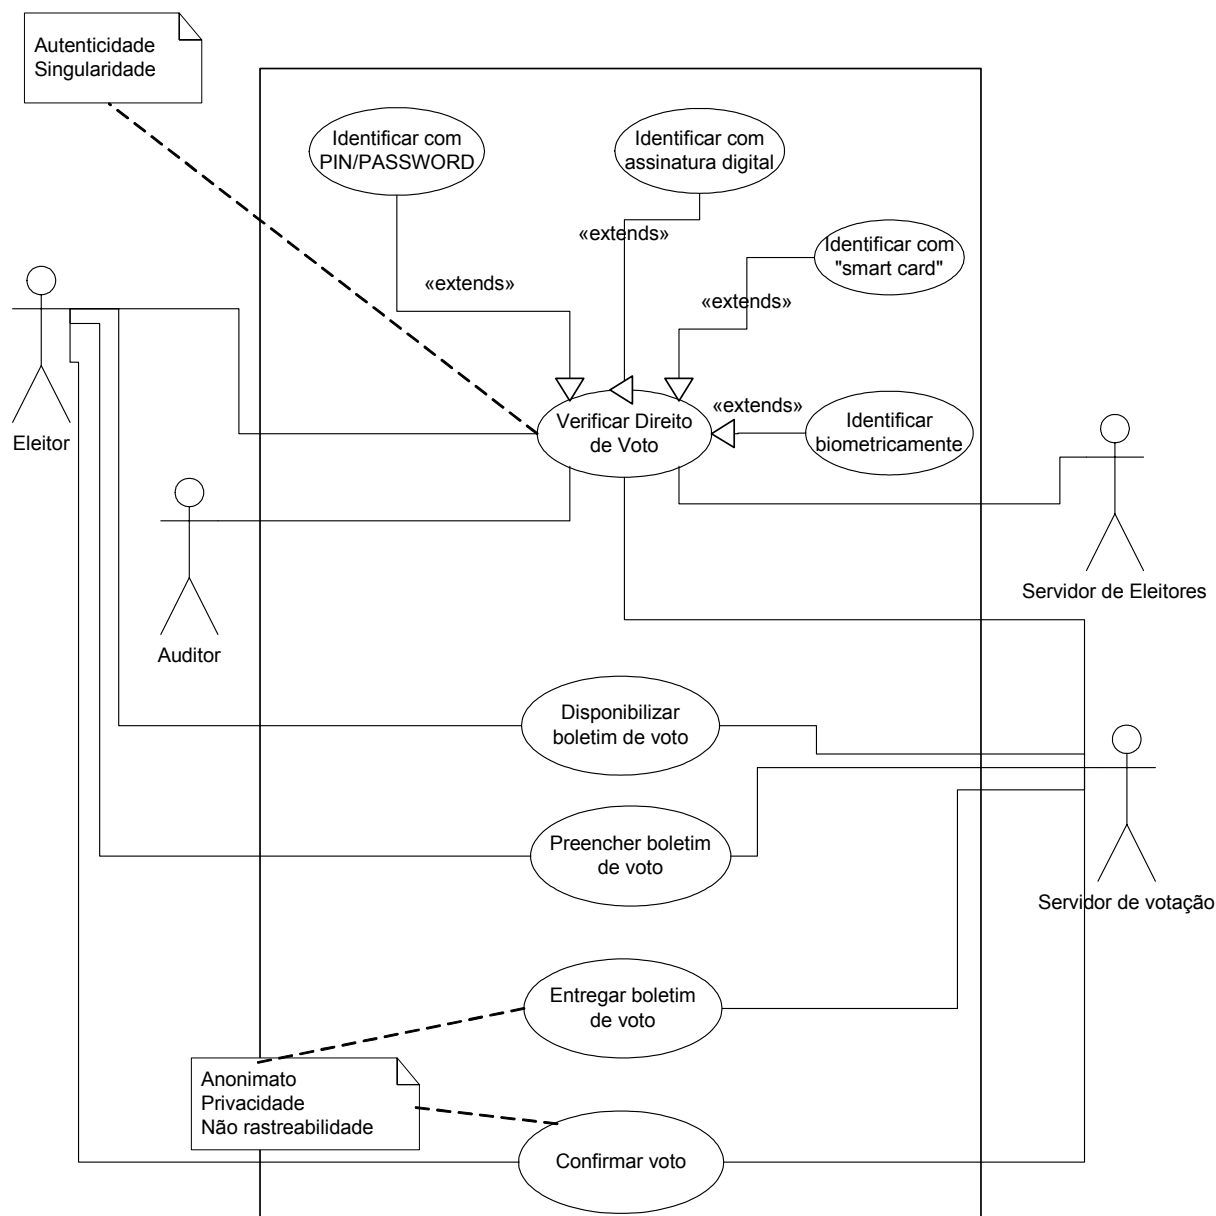 Autenticidade
Singularidade
Identificar com
PIN/PASSWORD
Identificar com
assinatura digital
«extends»
Identificar com
"smart card"
«extends»
«extends»
Verificar Direito
de Voto
«extends»
Identificar
biometricamente
Eleitor
Servidor de Eleitores
Auditor
Disponibilizar
boletim de voto
Preencher boletim
de voto
Servidor de votação
Entregar boletim
de voto
Anonimato
Privacidade
Não rastreabilidade
Confirmar voto